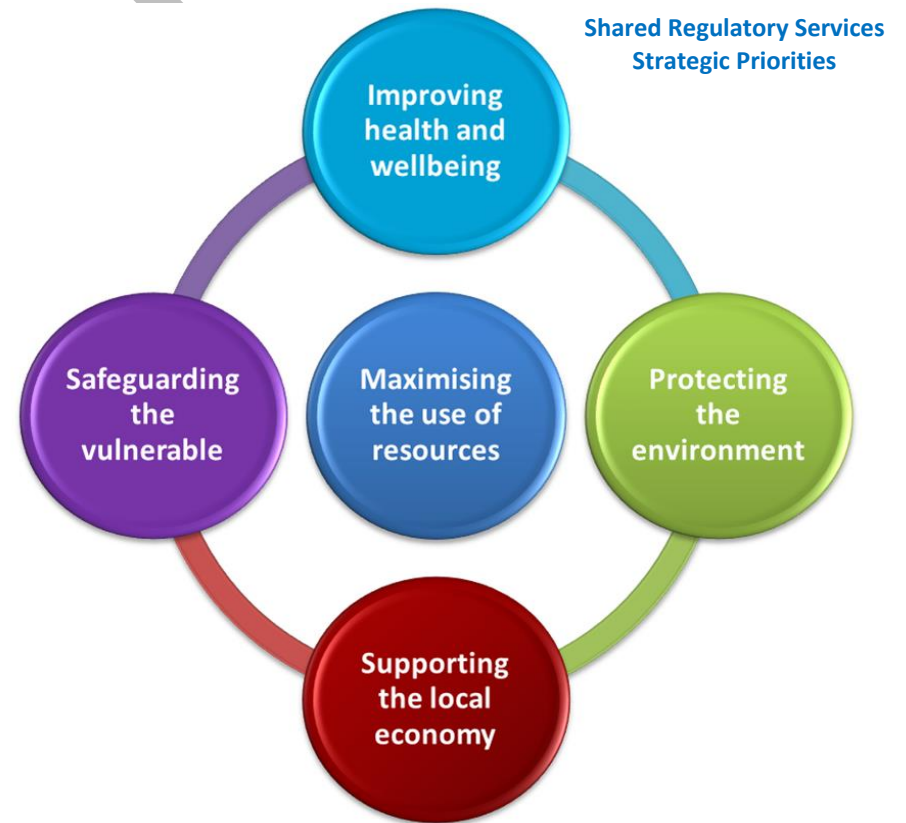 Shared Regulatory Services
Strategic Priorities
Improving
health and
wellbeing
Safeguarding
the
vulnerable
Maximising
the use of
resources
Protecting
the
environment
Supporting
the local
economy